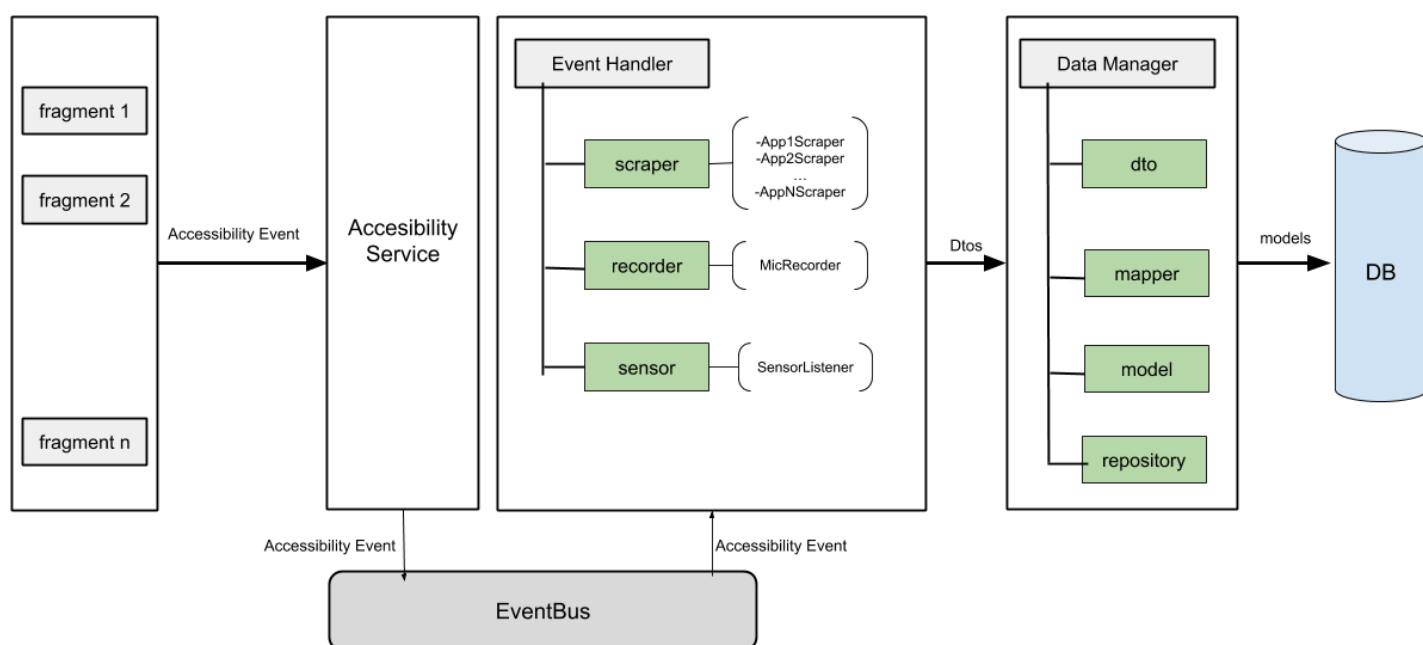 fragment 1
fragment 2
fragment n
Accessibility Event
Accesibility
Service
Event Handler
scraper
-App1Scraper
-App2Scraper
...
-AppNScraper
recorder
MicRecorder
sensor
SensorListener
Dtos
Data Manager
dto
mapper
model
repository
models
DB
Accessibility Event
Accessibility Event
EventBus